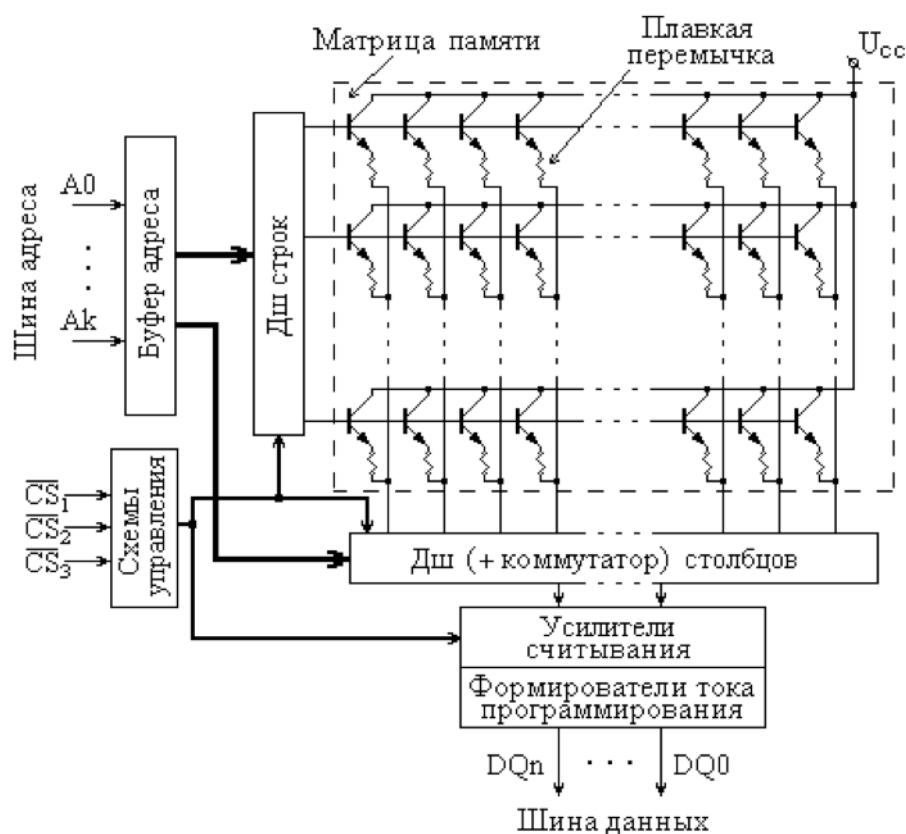 Матрица памяти
Плавкая
перемычка
Ucc
Шина адреса
A0
Ak
Буфер адреса
Дш строк
CS1
CS2
CS3
Схемы
управления
Дш (+ коммутатор) столбцов
Усилители
считывания
Формирователи тока
программирования
DQn
DQ0
Шина данных